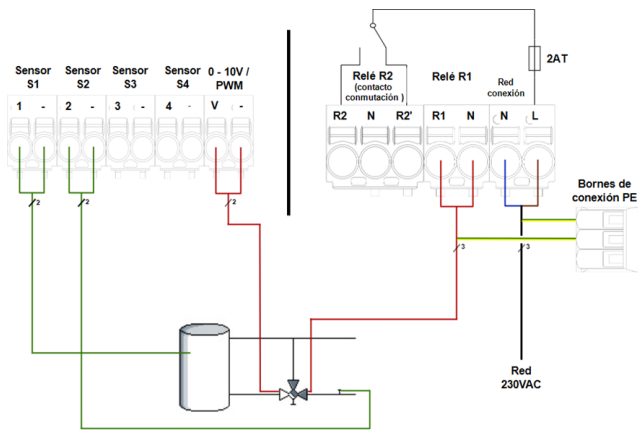 Sensor S1
Sensor S2
Sensor S3
Sensor S4
0 - 10V / PWM
1 -
2 -
3 -
4 -
V -
2
2
2
2AT
Relé R2
(contacto
conmutación )
Relé R1
Red
conexión
R2 N R2'
R1 N
N L
Bornes de
conexión PE
3
3
Red
230VAC